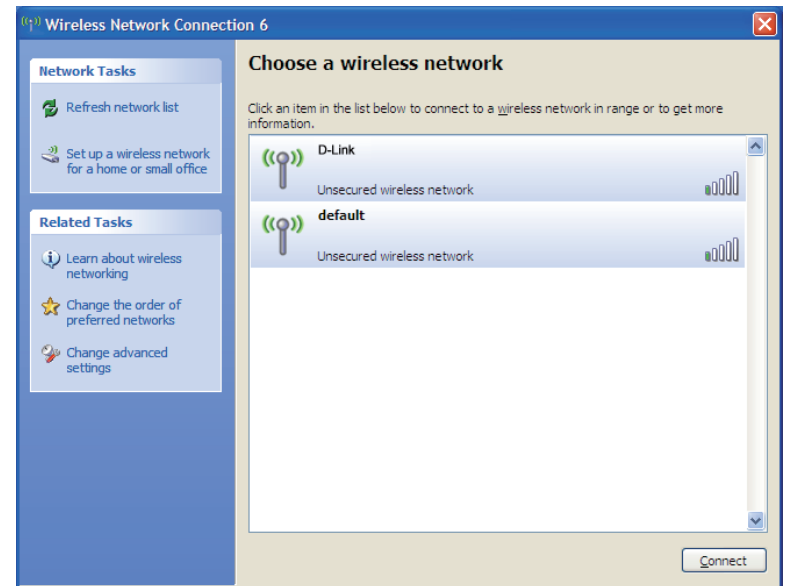 Wireless Network Connection 6
Network Tasks
Refresh network list
Set up a wireless network
for a home or small office
Related Tasks
Learn about wireless
networking
Change the order of
preferred networks
Change advanced
settings
Choose a wireless network
Click an item in the list below to connect to a wireless network in range or to get more
information.
D-Link
Unsecured wireless network
default
Unsecured wireless network
Connect